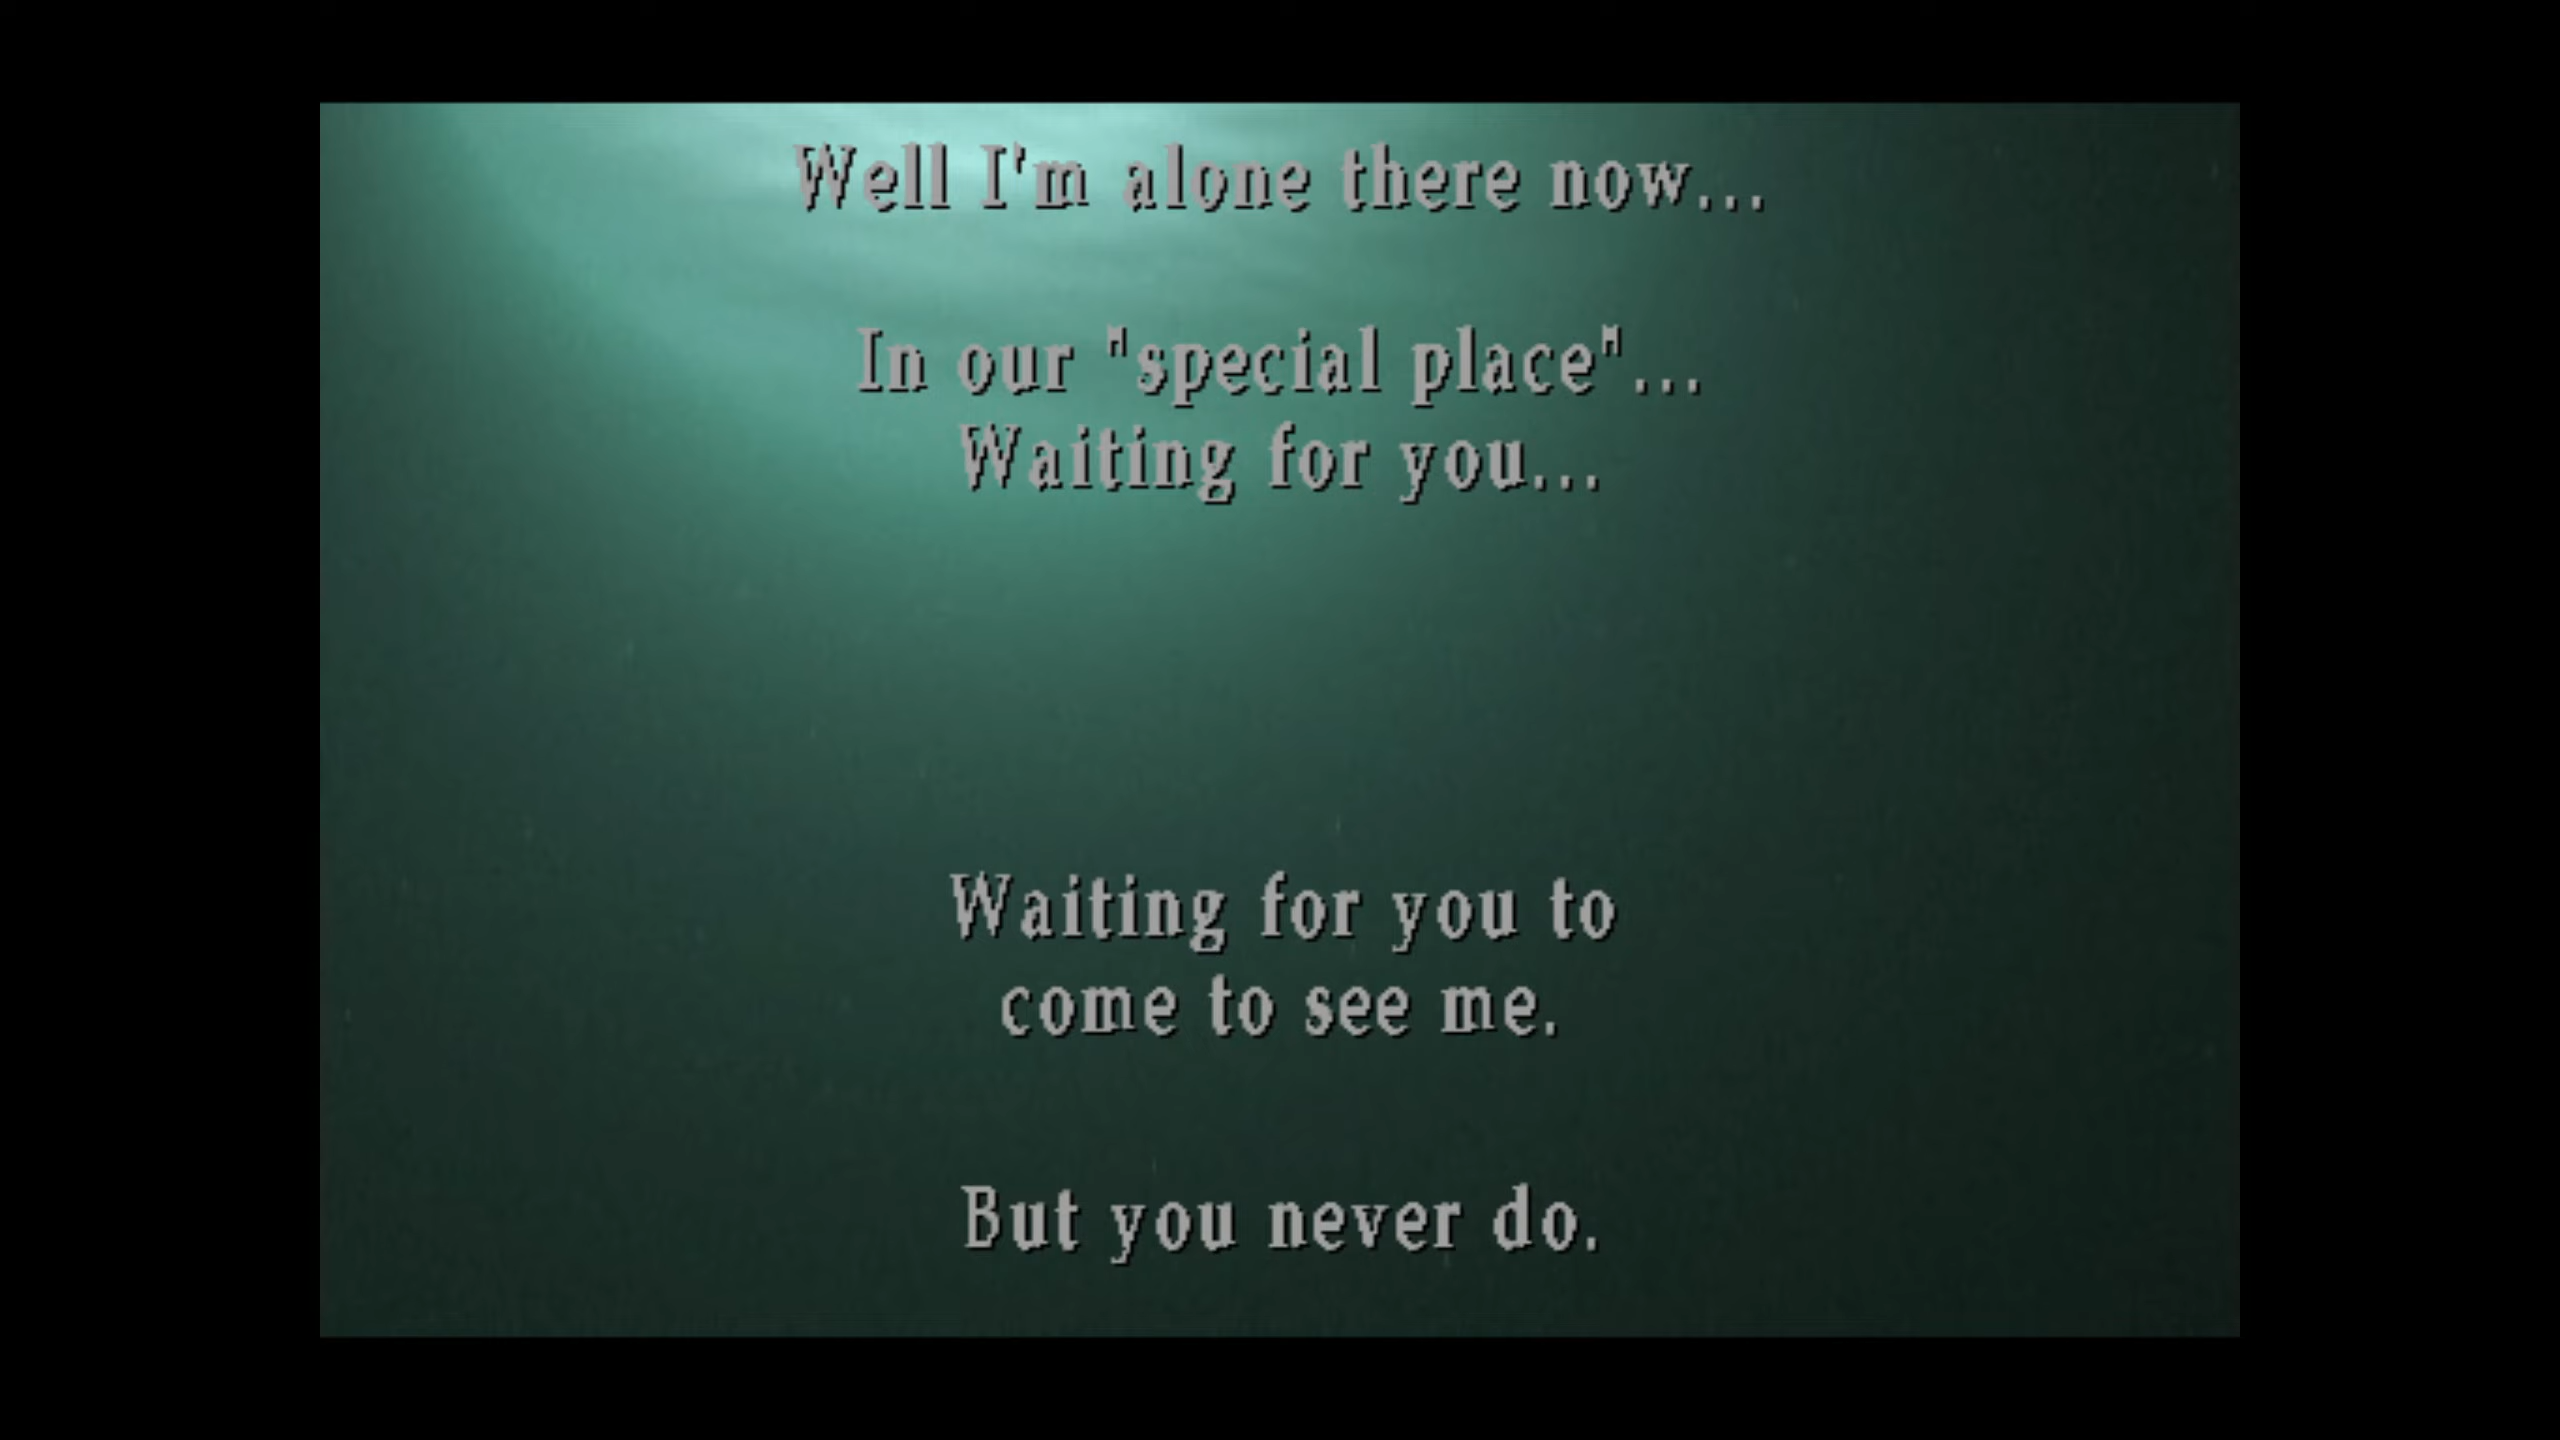 Well I'm alone there now...
In our "special place"...
Waiting for you...
Waiting for you to
come to see me.
But you never do.